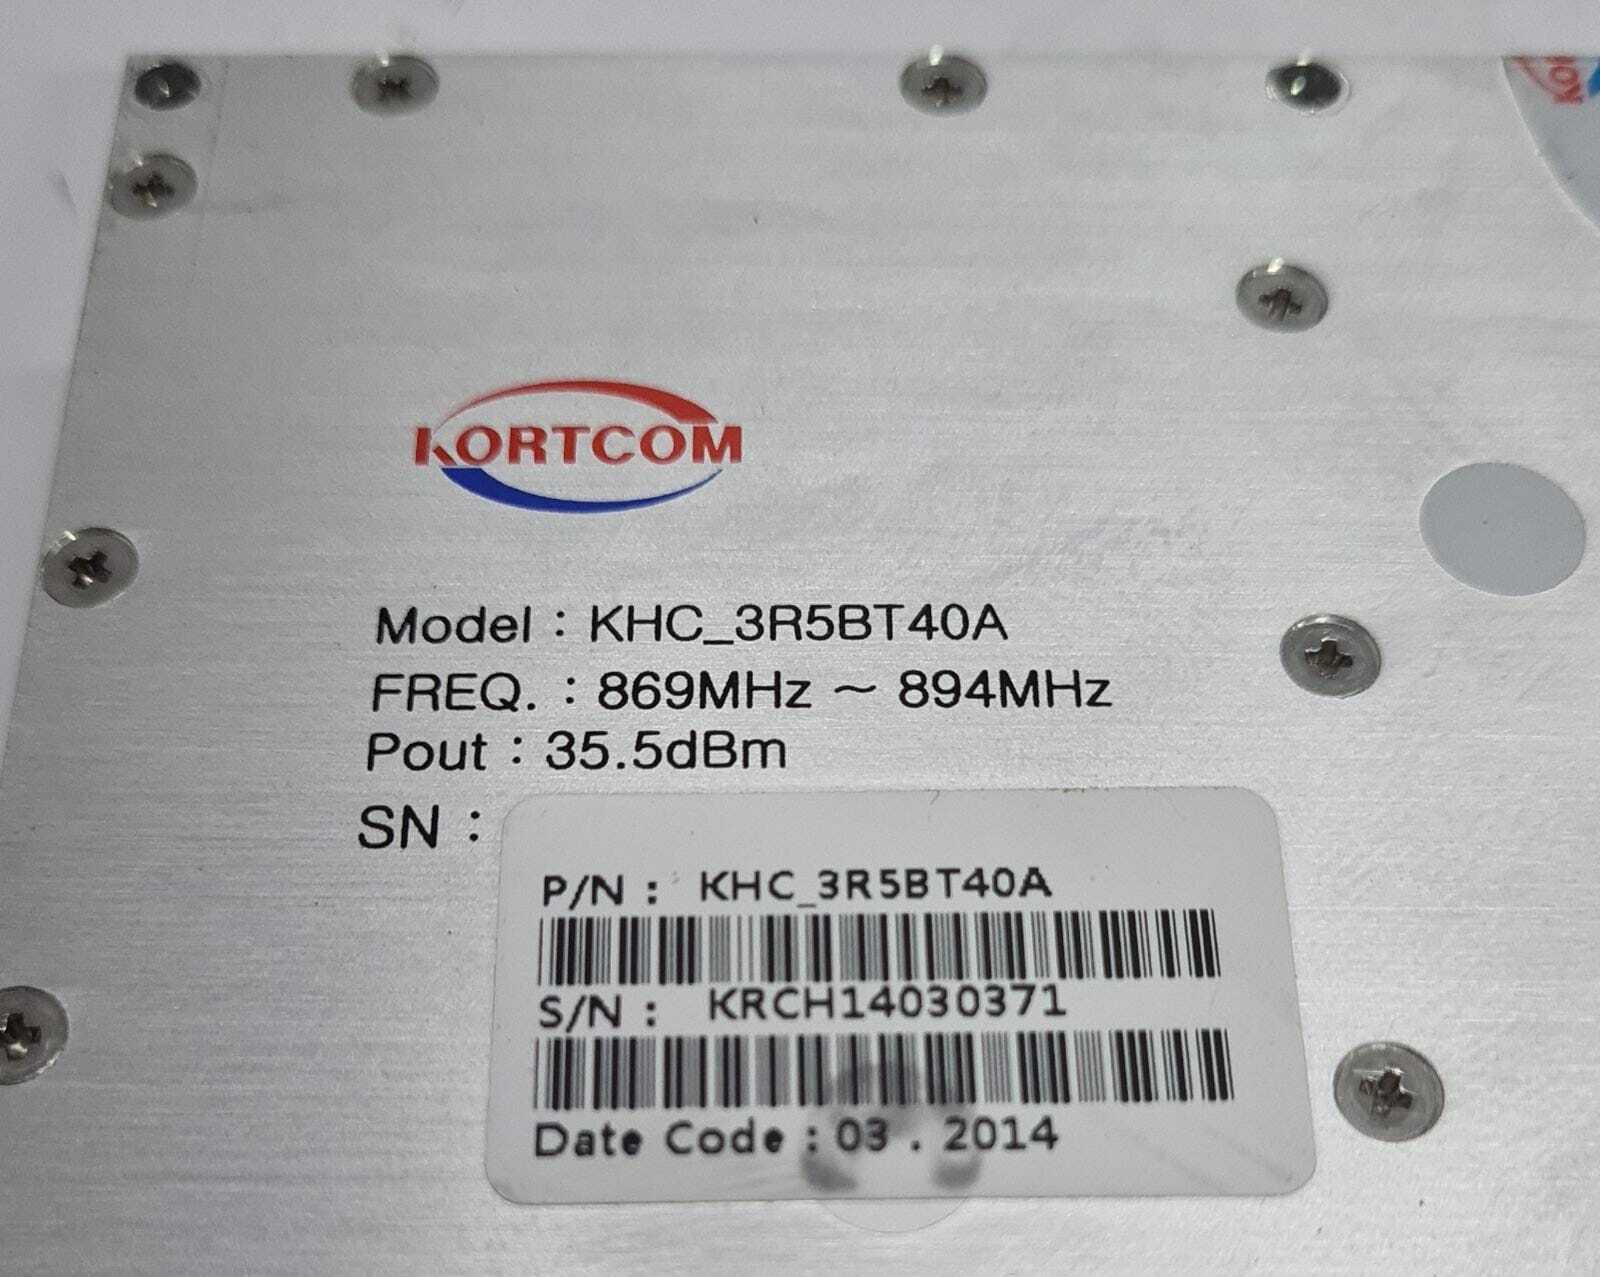 KORTCOM
Model : KHC_3R5BT40A
FREQ. : 869MHz ~ 894MHz
Pout : 35.5dBm
SN :
P/N : KHC_3R5BT40A
S/N : KRCH14030371
Date Code : 03 . 2014